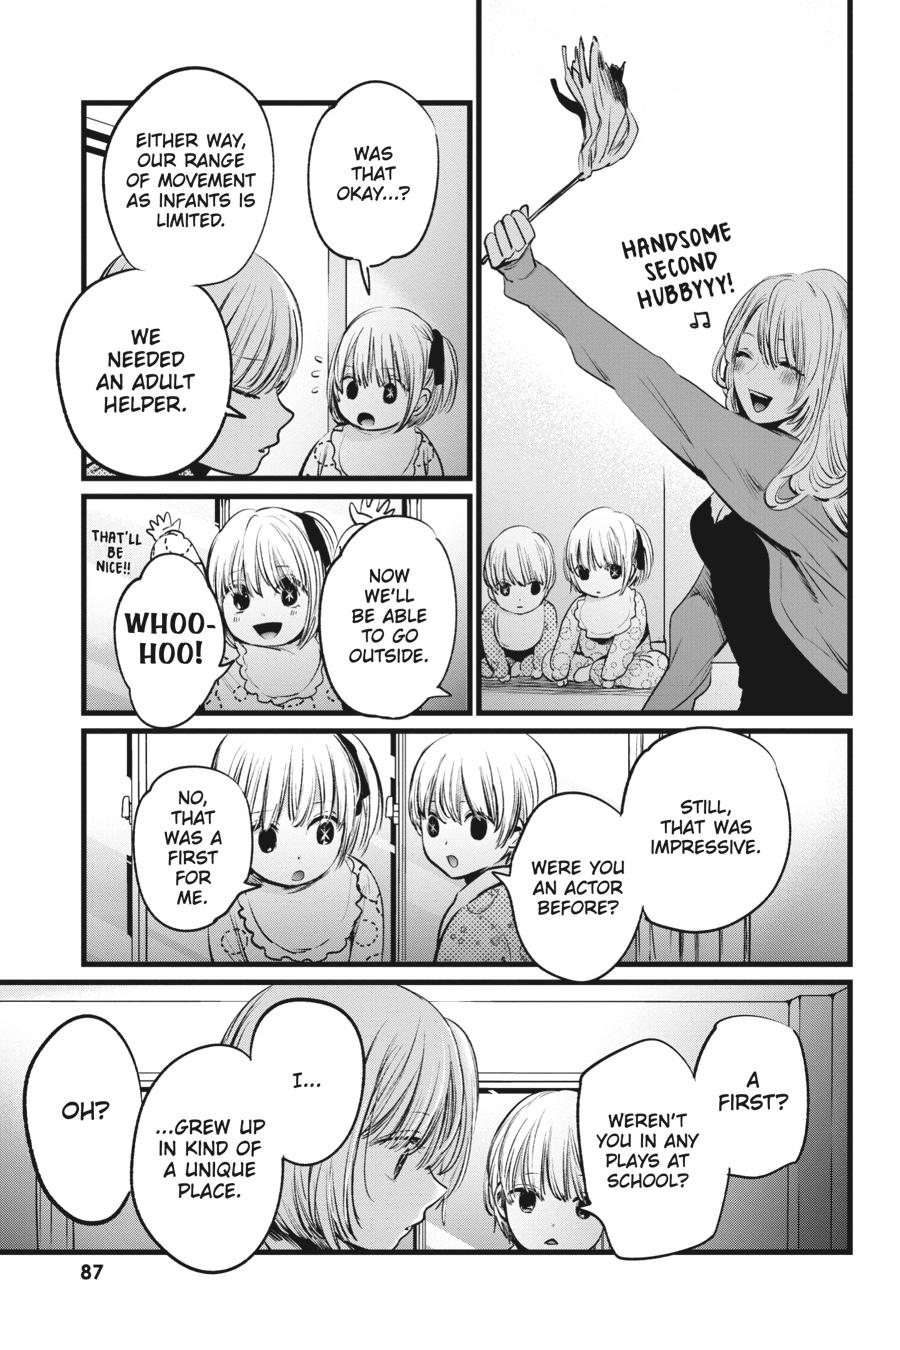 HANDSOME
SECOND
HUBBYYY!
WAS
THAT
OKAY...?
EITHER WAY,
OUR RANGE
OF MOVEMENT
AS INFANTS IS
LIMITED.
WE
NEEDED
AN ADULT
HELPER.
NOW
WE'LL
BE ABLE
TO GO
OUTSIDE.
WHOO-
HOO!
THAT'LL
BE
NICE!!
STILL,
THAT WAS
IMPRESSIVE.
WERE YOU
AN ACTOR
BEFORE?
NO,
THAT
WAS A
FIRST
FOR
ME.
A
FIRST?
WEREN'T
YOU IN ANY
PLAYS AT
SCHOOL?
I...
...GREW UP
IN KIND OF
A UNIQUE
PLACE.
OH?
87